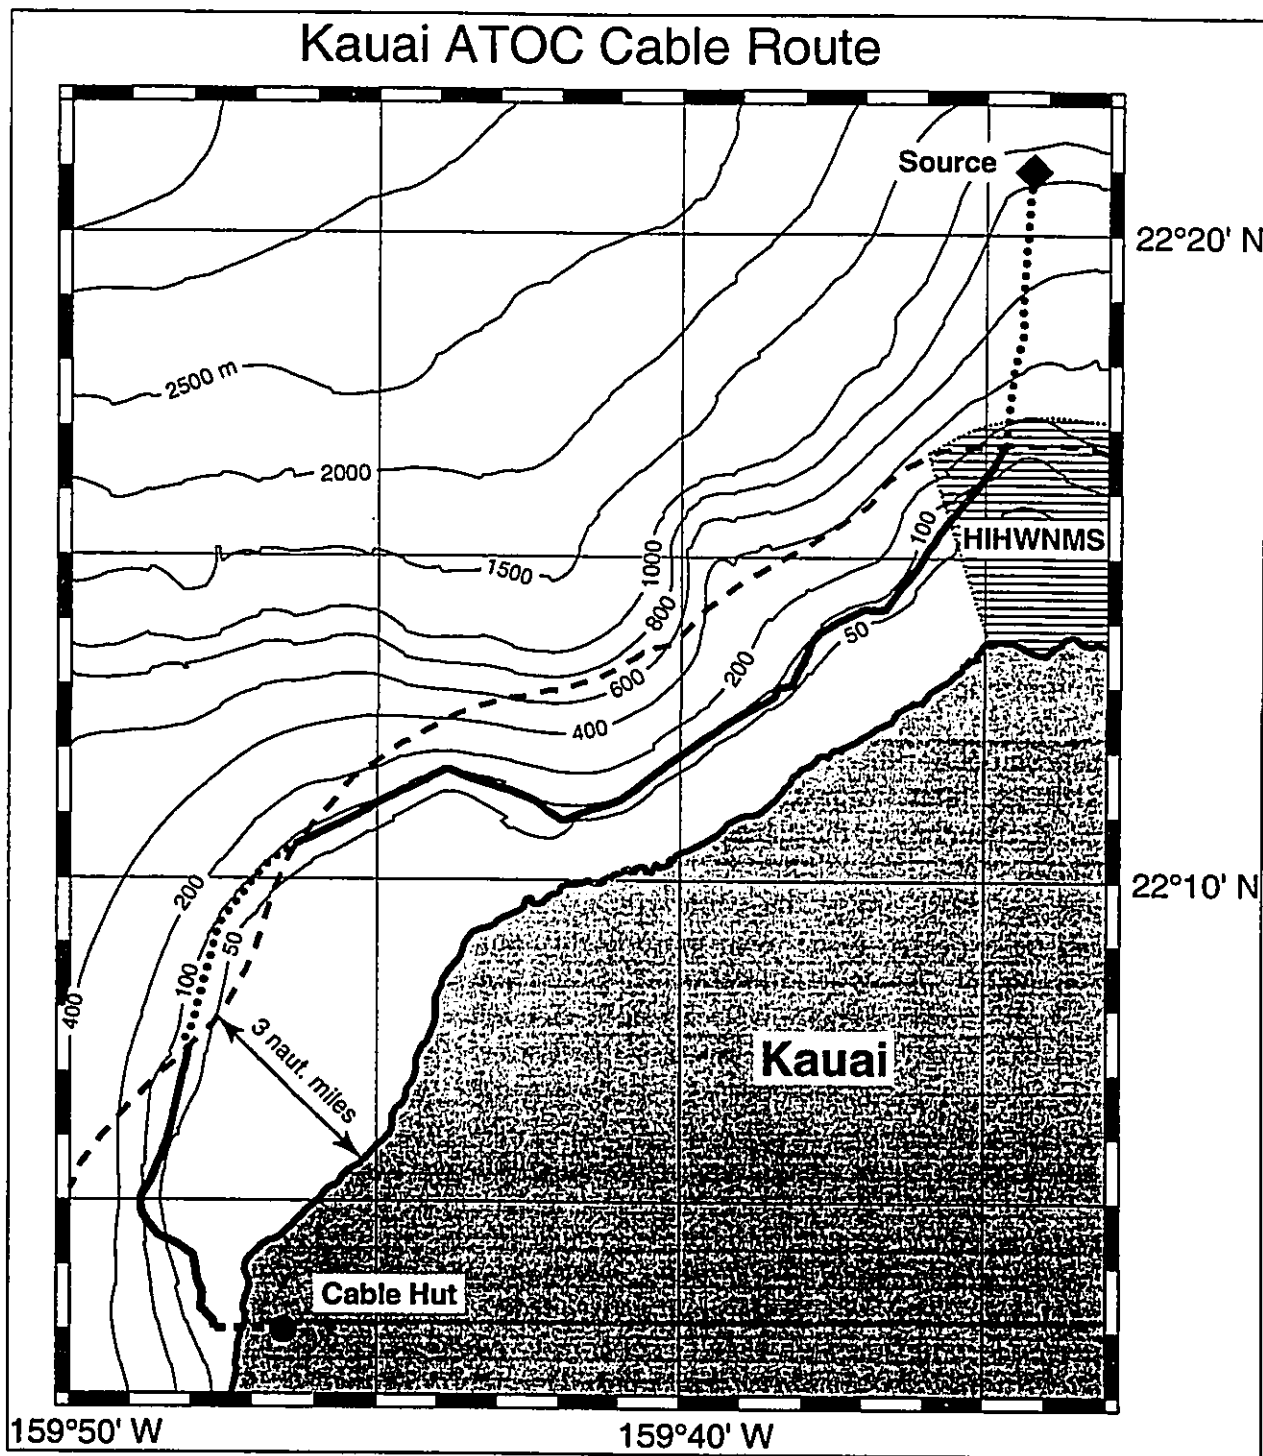 Kauai ATOC Cable Route
Source
22°20' N
2500 m
2000
100
HIHWNMS
1500
1000
800
50
600
200
400
200
22°10' N
50
100
400
3 naut. miles
Kauai
Cable Hut
159°50' W
159°40' W